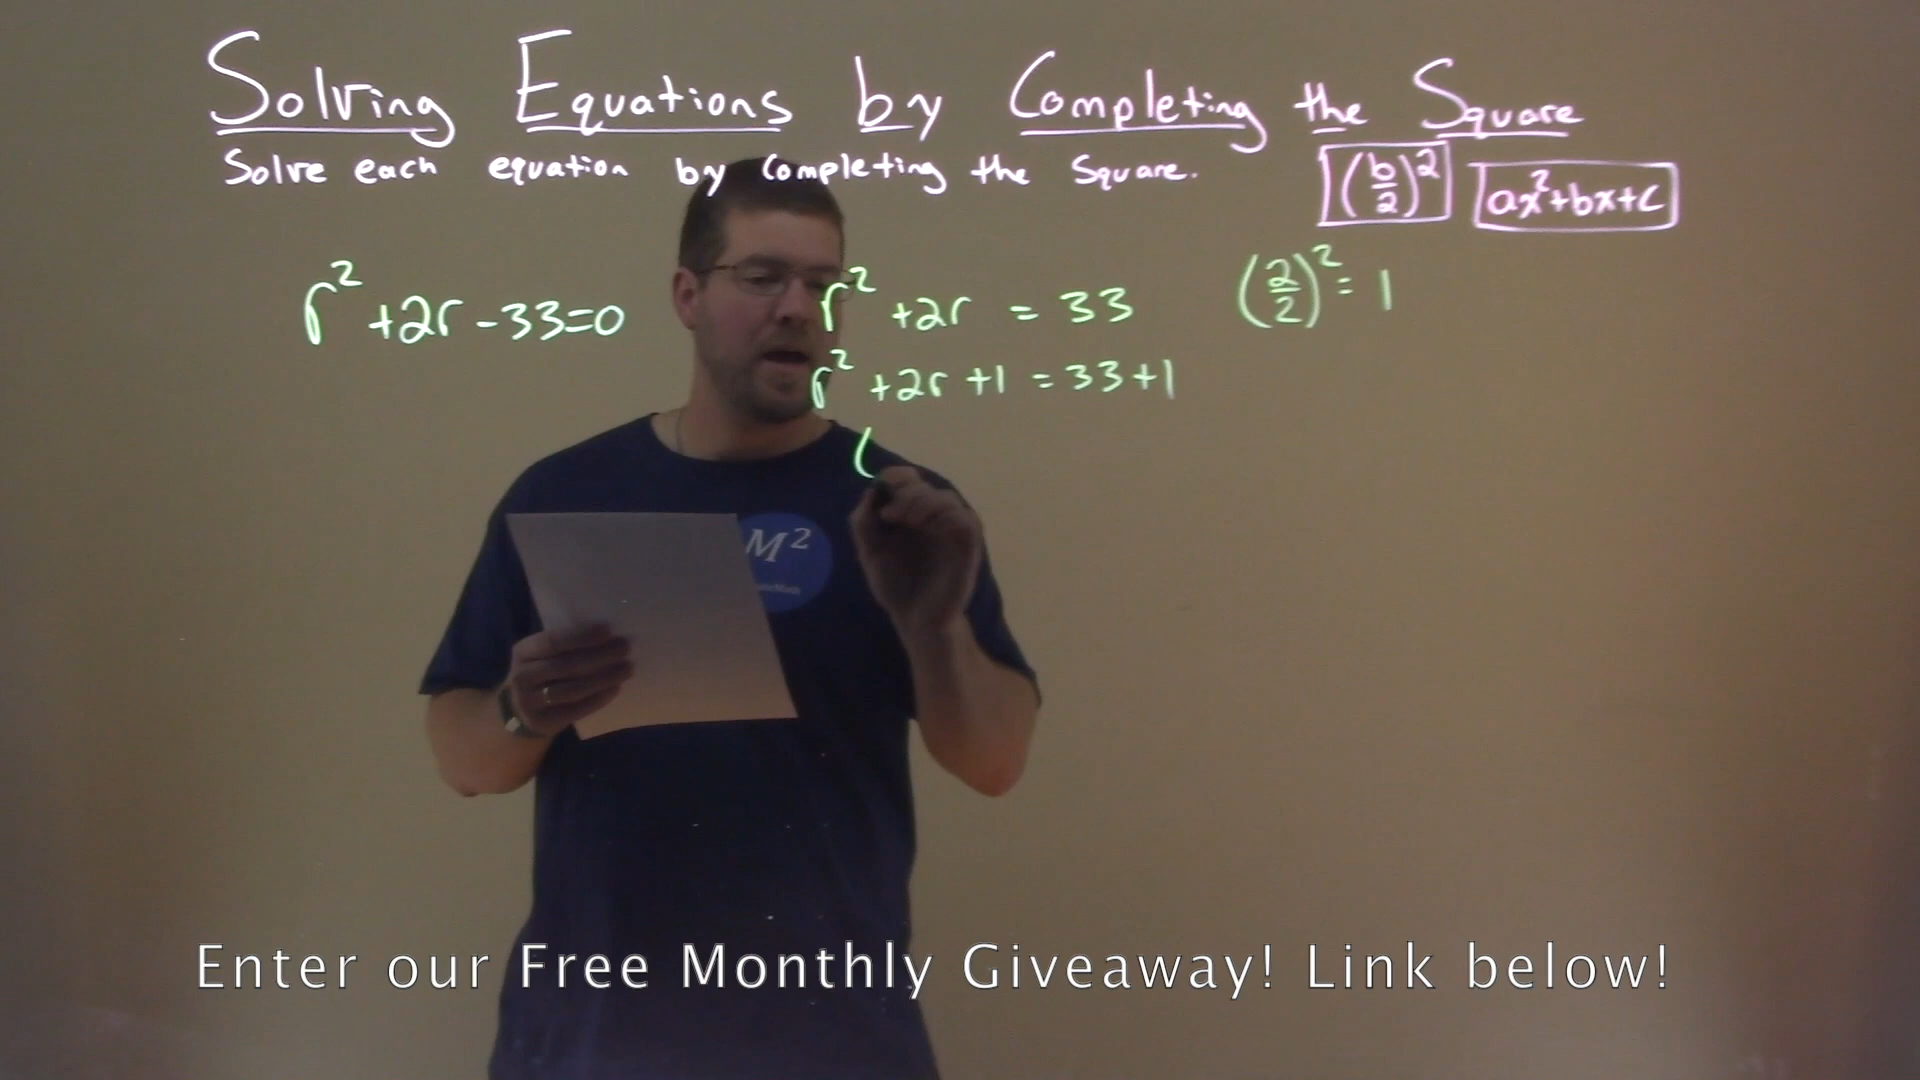 Solving Equations by Completing the Square
Solve each equation by Completing the Square.
(b/2)²
ax²+bx+c
r² +2r -33=0
r² +2r = 33
(2/2)² = 1
r² +2r +1 = 33+1
(
M²
Enter our Free Monthly Giveaway! Link below!